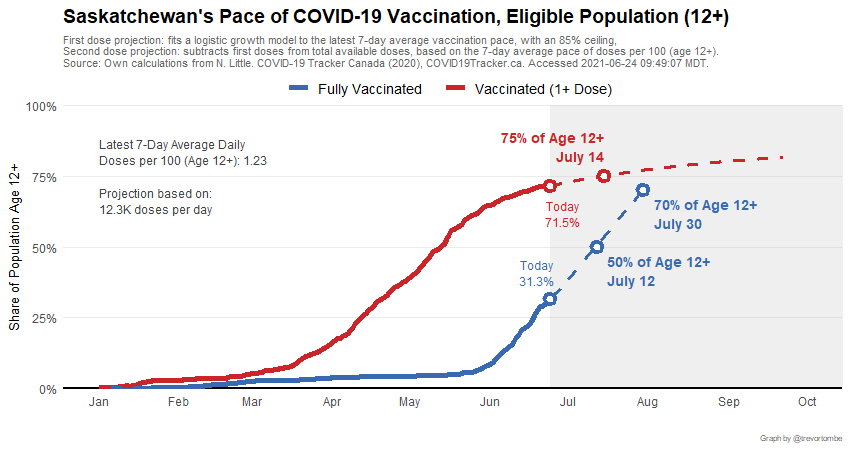 Saskatchewan's Pace of COVID-19 Vaccination, Eligible Population (12+)
First dose projection: fits a logistic growth model to the latest 7-day average vaccination pace, with an 85% ceiling,
Second dose projection: subtracts first doses from total available doses, based on the 7-day average pace of doses per 100 (age 12+).
Source: Own calculations from N. Little. COVID-19 Tracker Canada (2020), COVID19Tracker.ca. Accessed 2021-06-24 09:49:07 MDT.
Fully Vaccinated
Vaccinated (1+ Dose)
100%
75%
50%
25%
0%
Share of Population Age 12+
Latest 7-Day Average Daily
Doses per 100 (Age 12+): 1.23
Projection based on:
12.3K doses per day
75% of Age 12+
July 14
Today
71.5%
70% of Age 12+
July 30
50% of Age 12+
July 12
Today
31.3%
Jan
Feb
Mar
Apr
May
Jun
Jul
Aug
Sep
Oct
Graph by @trevortombe